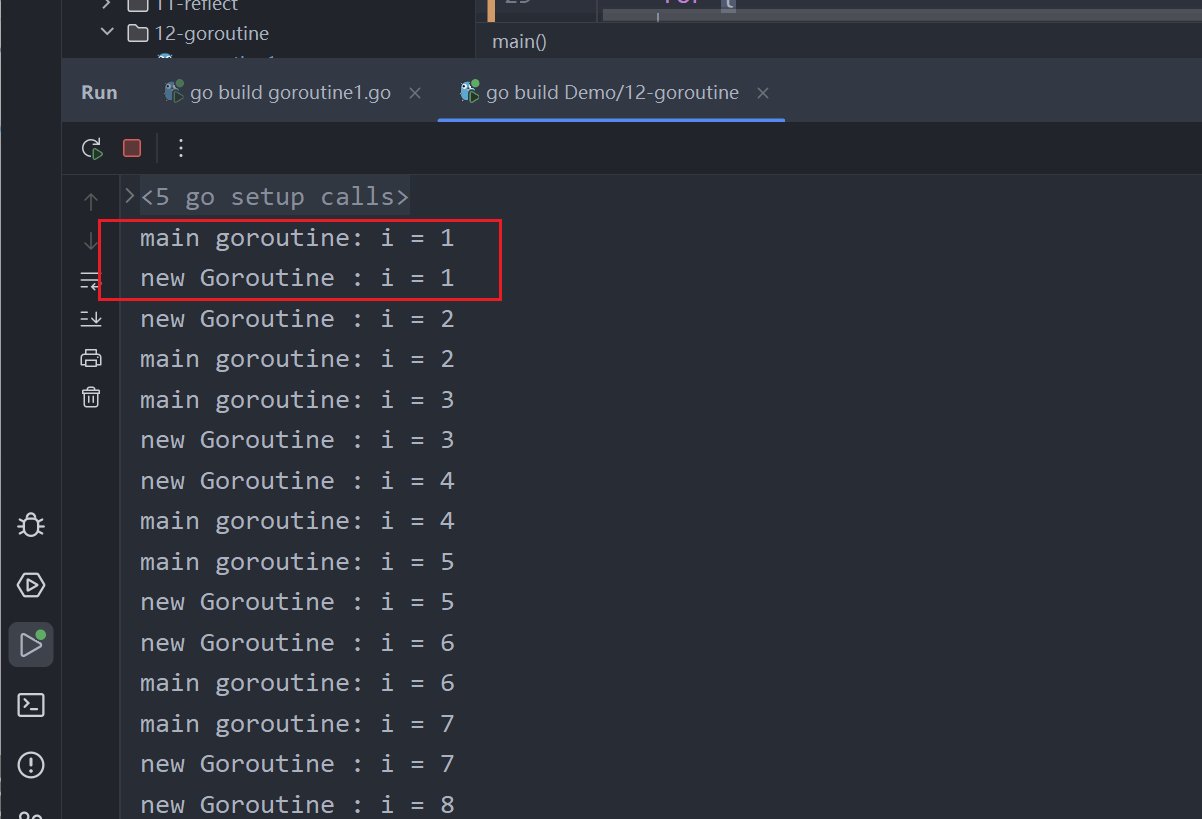 11-reflect
12-goroutine
main()
Run
go build goroutine1.go
go build Demo/12-goroutine
<5 go setup calls>
main goroutine: i = 1
new Goroutine : i = 1
new Goroutine : i = 2
main goroutine: i = 2
main goroutine: i = 3
new Goroutine : i = 3
new Goroutine : i = 4
main goroutine: i = 4
main goroutine: i = 5
new Goroutine : i = 5
new Goroutine : i = 6
main goroutine: i = 6
main goroutine: i = 7
new Goroutine : i = 7
new Goroutine : i = 8